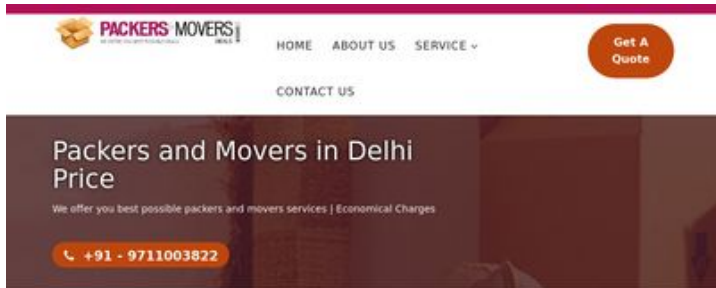 PACKERS MOVERS
DEALS
HOME ABOUT US SERVICE
Get A
Quote
CONTACT US
Packers and Movers in Delhi
Price
We offer you best possible packers and movers services | Economical Charges
+91 - 9711003822